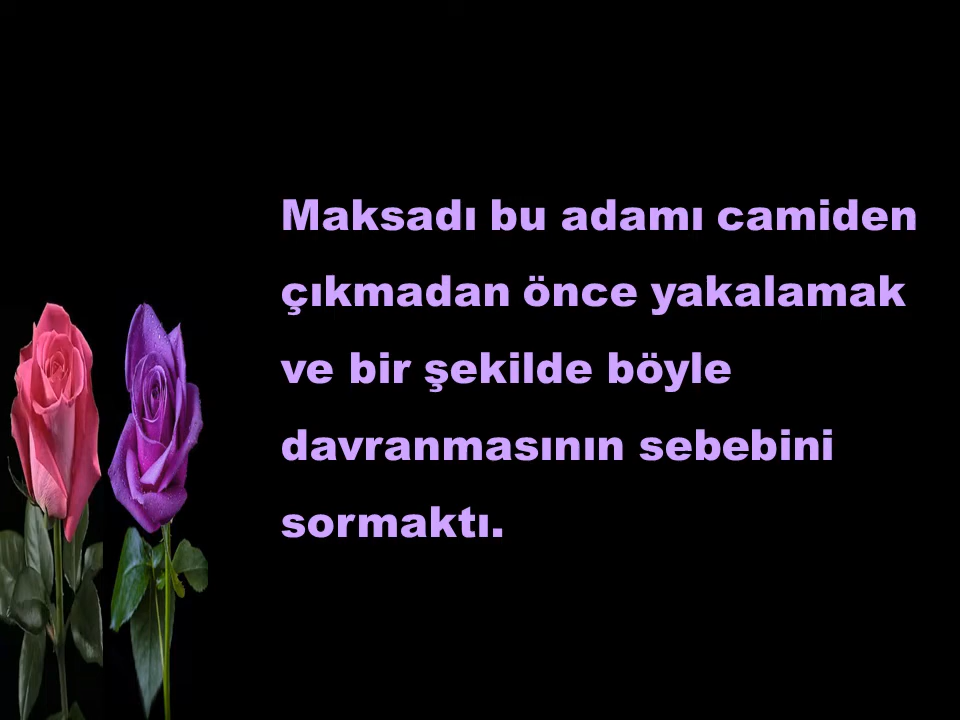 Maksadı bu adamı camiden
çıkmadan önce yakalamak
ve bir şekilde böyle
davranmasının sebebini
sormaktı.